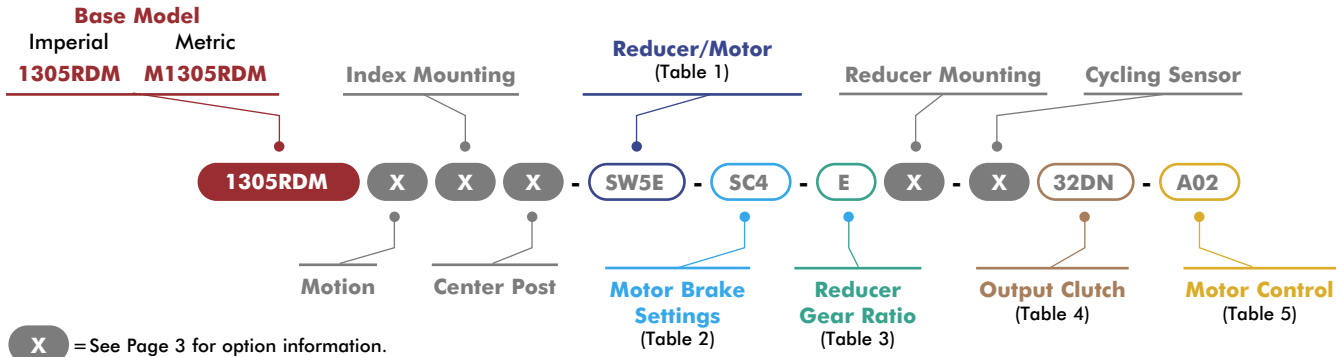 Base Model
Imperial Metric
1305RDM M1305RDM
Index Mounting
Reducer/Motor
(Table 1)
Reducer Mounting
Cycling Sensor
1305RDM X X X - SW5E - SC4 - E X - X 32DN - A02
Motion
Center Post
Motor Brake
Settings
(Table 2)
Reducer
Gear Ratio
(Table 3)
Output Clutch
(Table 4)
Motor Control
(Table 5)
X = See Page 3 for option information.